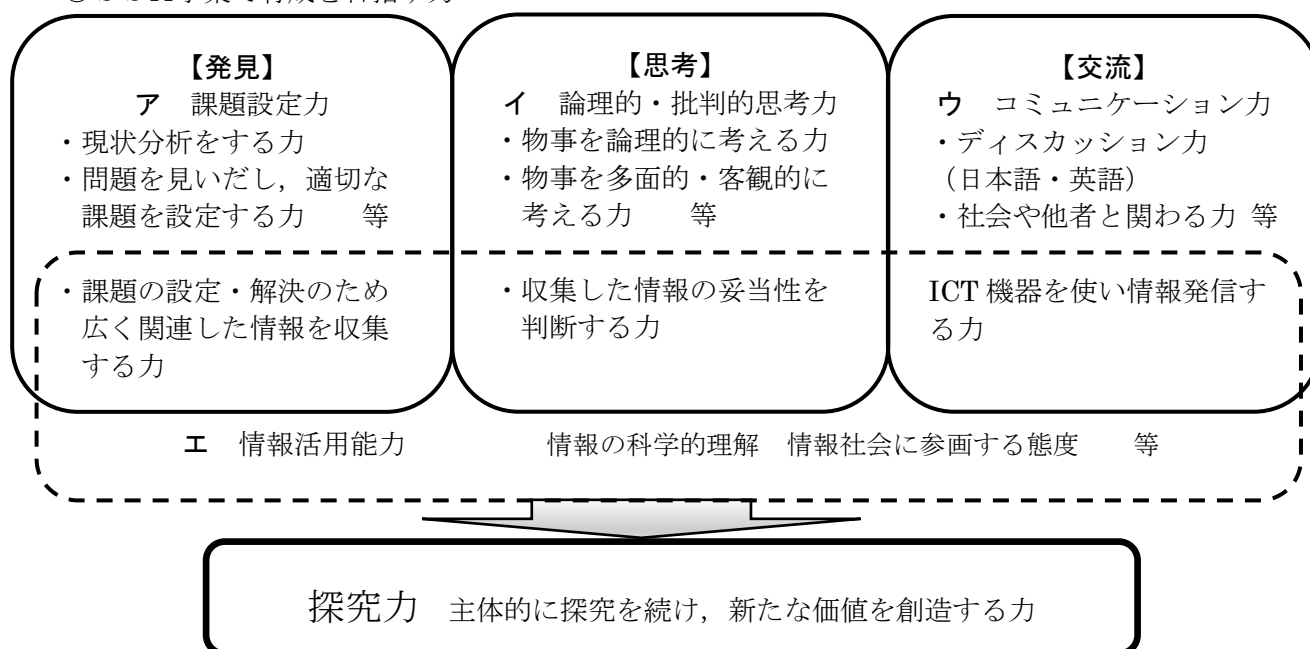 【発見】
ア 課題設定力
・現状分析をする力
・問題を見いだし，適切な
課題を設定する力 等
・課題の設定・解決のため
広く関連した情報を収集
する力
【思考】
イ 論理的・批判的思考力
・物事を論理的に考える力
・物事を多面的・客観的に
考える力 等
・収集した情報の妥当性を
判断する力
【交流】
ウ コミュニケーション力
・ディスカッション力
（日本語・英語）
・社会や他者と関わる力 等
ICT 機器を使い情報発信す
る力
エ 情報活用能力 情報の科学的理解 情報社会に参画する態度 等
探究力 主体的に探究を続け，新たな価値を創造する力